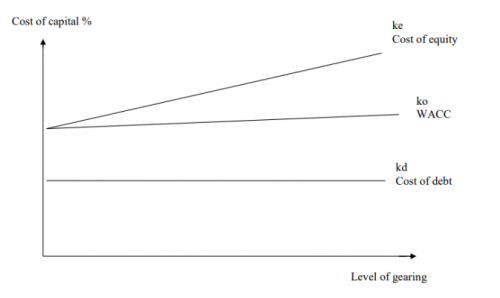 Cost of capital %
ke
Cost of equity
ko
WACC
kd
Cost of debt
Level of gearing